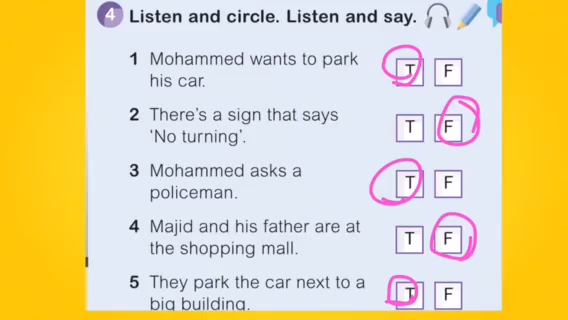 4 Listen and circle. Listen and say.
1 Mohammed wants to park
his car.
T F
2 There's a sign that says
'No turning'.
T F
3 Mohammed asks a
policeman.
T F
4 Majid and his father are at
the shopping mall.
T F
5 They park the car next to a
big building.
T F